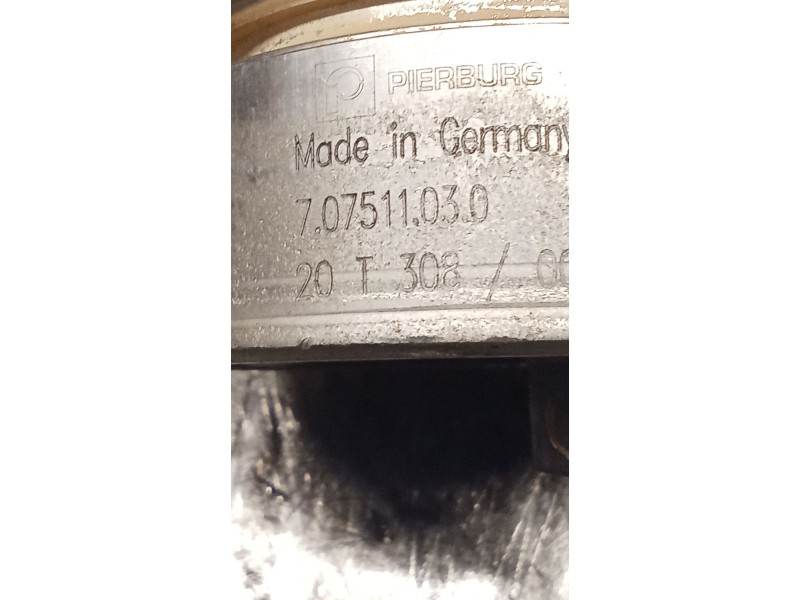 PIERBURG
Made in Germany
7.07511.03.0
20 T 308 /